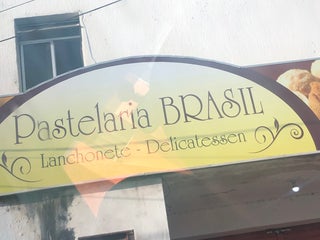 Pastelaria BRASIL
Lanchonete - Delicatessen